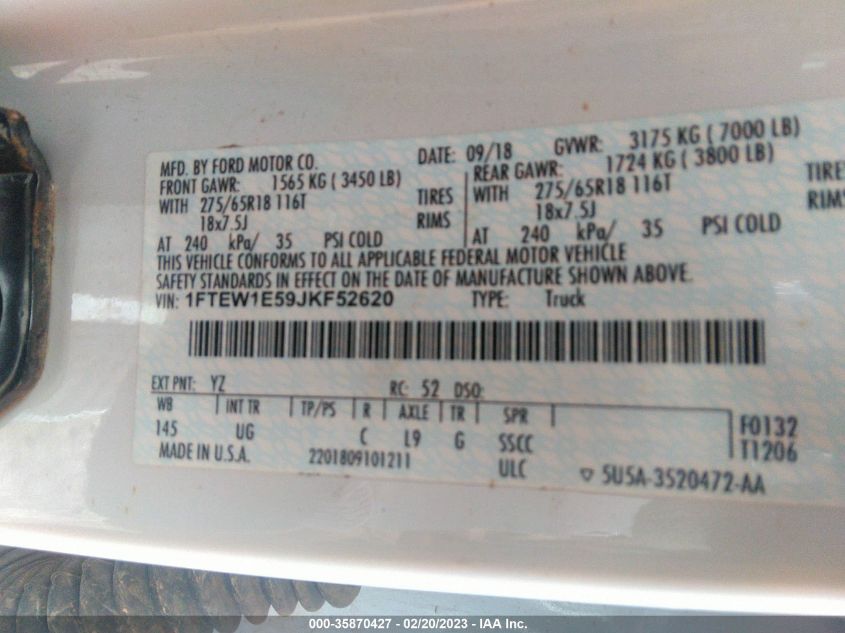 MFD. BY FORD MOTOR CO. DATE: 09/18 GVWR: 3175 KG ( 7000 LB)
FRONT GAWR: 1565 KG ( 3450 LB) REAR GAWR: 1724 KG ( 3800 LB)
WITH 275/65R18 116T TIRES WITH 275/65R18 116T TIRE
18x7.5J RIMS 18x7.5J RIM
AT 240 kPa/ 35 PSI COLD AT 240 kPa/ 35 PSI COLD
THIS VEHICLE CONFORMS TO ALL APPLICABLE FEDERAL MOTOR VEHICLE
SAFETY STANDARDS IN EFFECT ON THE DATE OF MANUFACTURE SHOWN ABOVE.
VIN: 1FTEW1E59JKF52620 TYPE: Truck
EXT PNT: YZ RC: 52 DSO:
WB INT TR TP/PS R AXLE TR SPR F0132
145 UG C L9 G SSCC T1206
MADE IN U.S.A. 2201809101211 ULC 5U5A-3520472-AA
000-35870427 - 02/20/2023 - IAA Inc.